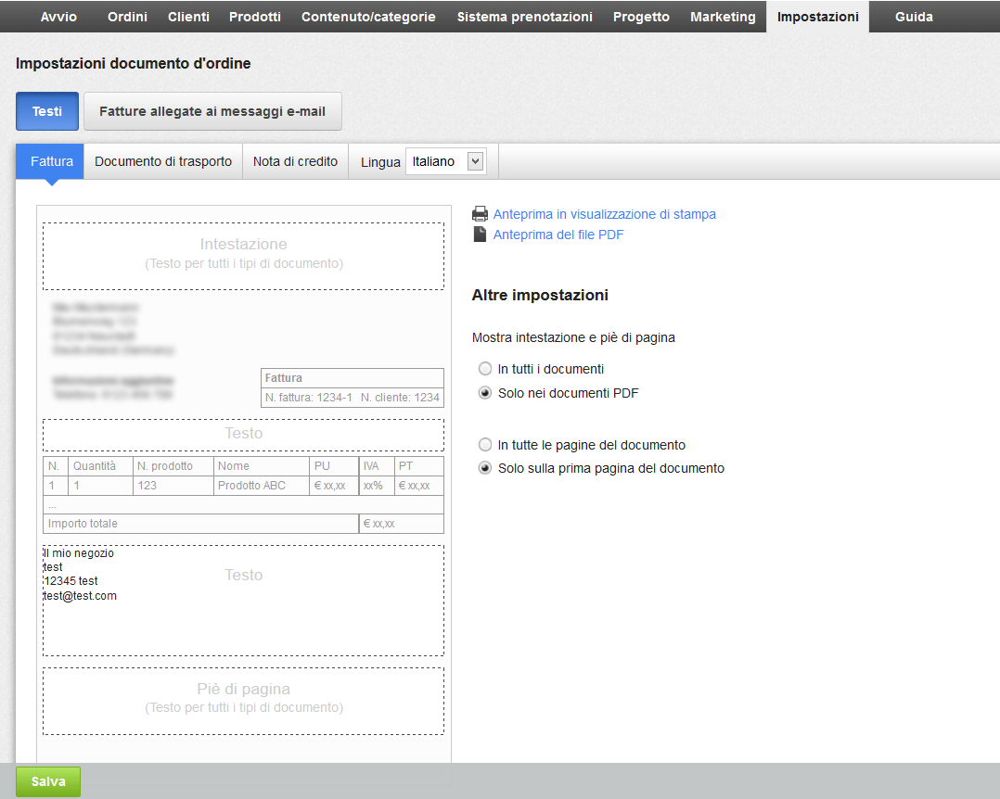 Avvio Ordini Clienti Prodotti Contenuto/categorie Sistema prenotazioni Progetto Marketing Impostazioni Guida
Impostazioni documento d'ordine
Testi Fatture allegate ai messaggi e-mail
Fattura Documento di trasporto Nota di credito Lingua Italiano
Intestazione
(Testo per tutti i tipi di documento)
Fattura
N. fattura: 1234-1 N. cliente: 1234
Testo
N. Quantità N. prodotto Nome PU IVA PT
1 1 123 Prodotto ABC € xx,xx xx% € xx,xx
...
Importo totale € xx,xx
Il mio negozio
test
12345 test
test@test.com
Testo
Piè di pagina
(Testo per tutti i tipi di documento)
Anteprima in visualizzazione di stampa
Anteprima del file PDF
Altre impostazioni
Mostra intestazione e piè di pagina
In tutti i documenti
Solo nei documenti PDF
In tutte le pagine del documento
Solo sulla prima pagina del documento
Salva